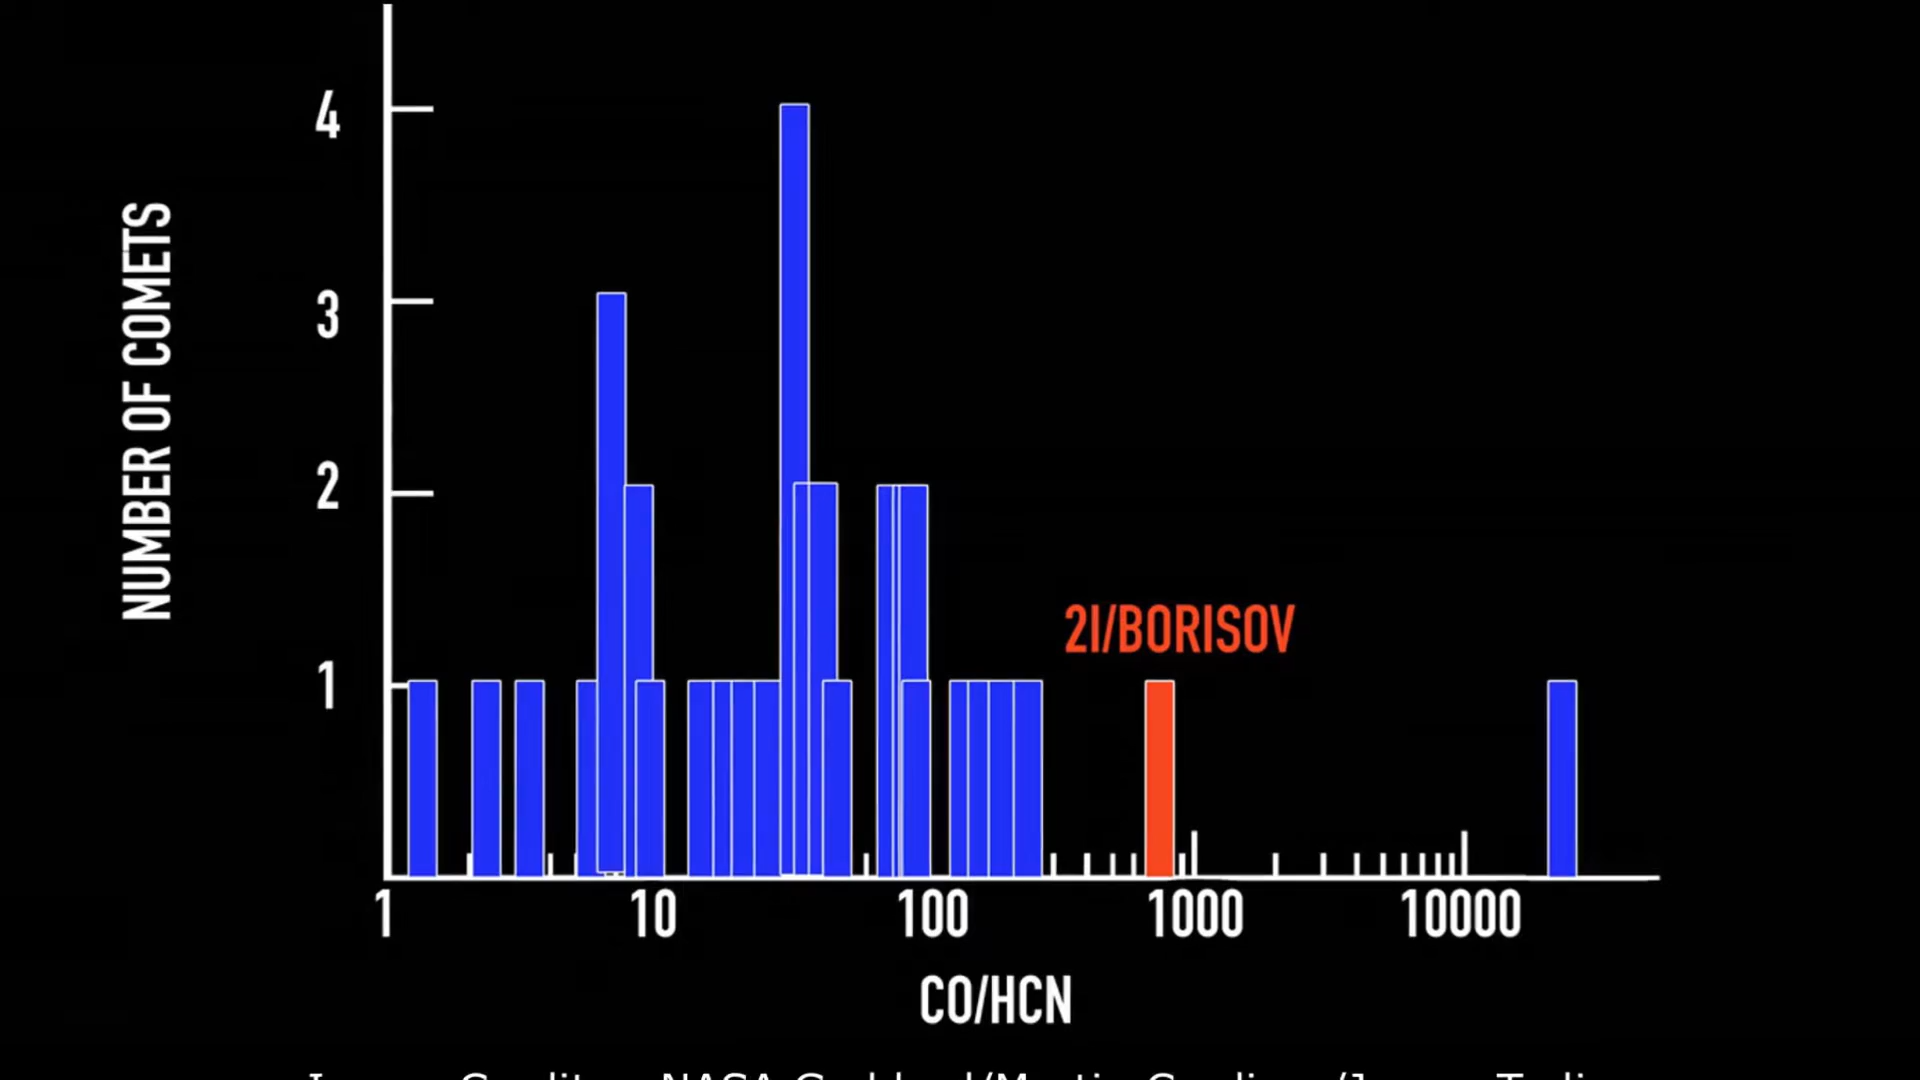 4
3
2
1
NUMBER OF COMETS
2I/BORISOV
1 10 100 1000 10000
CO/HCN